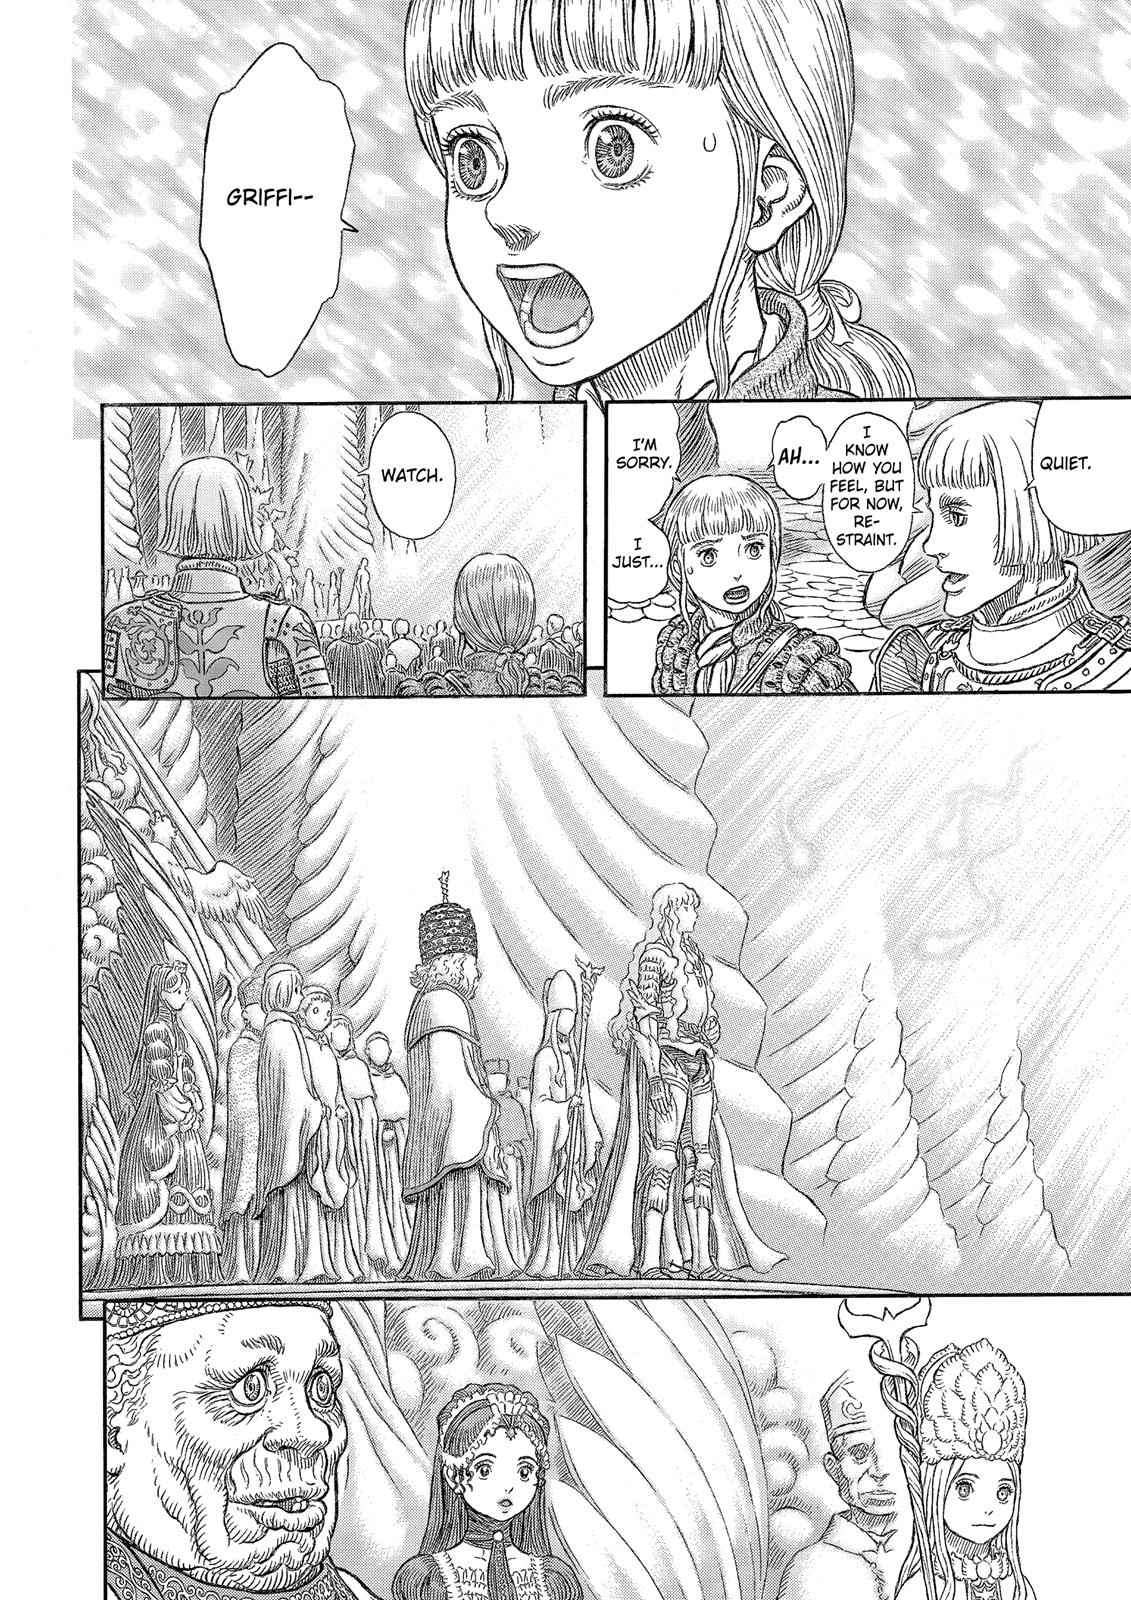 GRIFFI--
QUIET.
I
KNOW
HOW YOU
FEEL, BUT
FOR NOW,
RE-
STRAINT.
AH...
I'M
SORRY.
I
JUST...
WATCH.